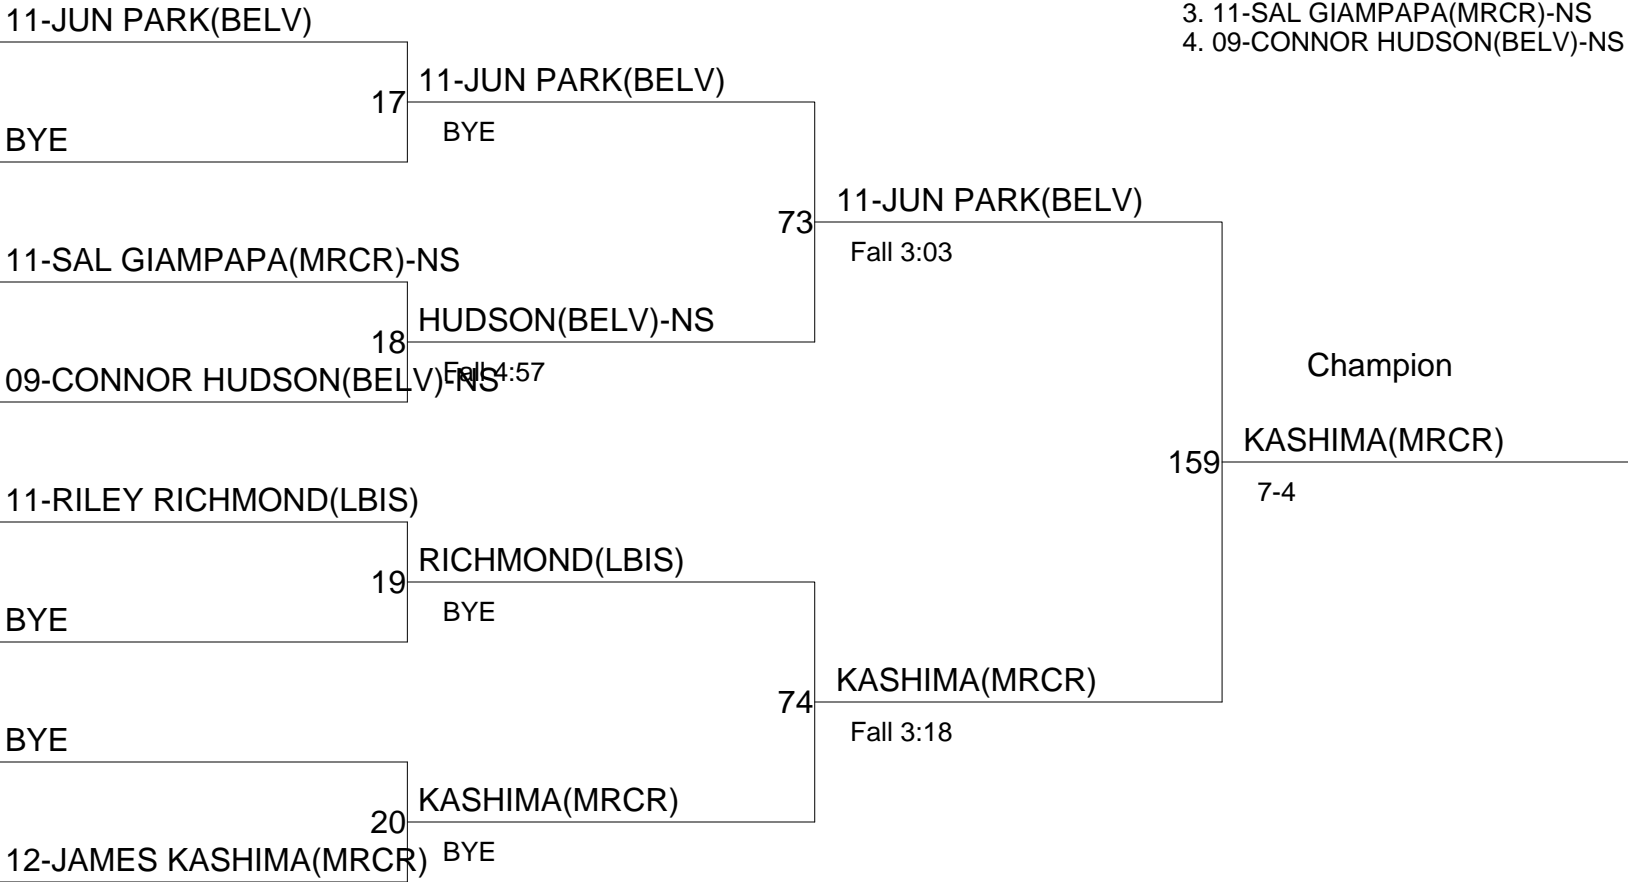 11-JUN PARK(BELV)
3. 11-SAL GIAMPAPA(MRCR)-NS
4. 09-CONNOR HUDSON(BELV)-NS
17
11-JUN PARK(BELV)
BYE
BYE
73
11-JUN PARK(BELV)
Fall 3:03
11-SAL GIAMPAPA(MRCR)-NS
18
HUDSON(BELV)-NS
Fall 4:57
09-CONNOR HUDSON(BELV)-NS
Champion
159
KASHIMA(MRCR)
7-4
11-RILEY RICHMOND(LBIS)
19
RICHMOND(LBIS)
BYE
BYE
74
KASHIMA(MRCR)
Fall 3:18
BYE
20
KASHIMA(MRCR)
BYE
12-JAMES KASHIMA(MRCR)